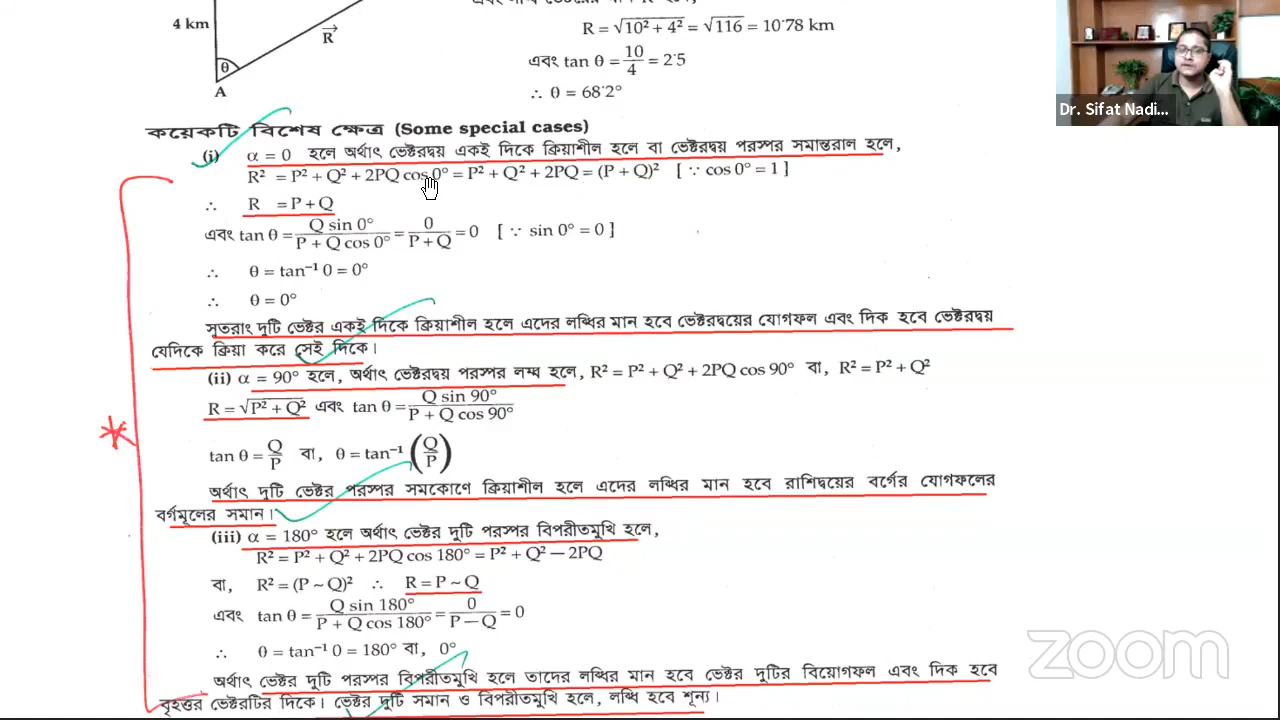 R = √10² + 4² = √116 = 10·78 km
4 km
R
এবং tan θ = 10/4 = 2·5
θ
∴ θ = 68·2°
A
Dr. Sifat Nadi...
কয়েকটি বিশেষ ক্ষেত্র (Some special cases)
(i) α = 0 হলে অর্থাৎ ভেক্টরদ্বয় একই দিকে ক্রিয়াশীল হলে বা ভেক্টরদ্বয় পরস্পর সমান্তরাল হলে,
R² = P² + Q² + 2PQ cos 0° = P² + Q² + 2PQ = (P + Q)² [ ∵ cos 0° = 1 ]
∴ R = P + Q
এবং tan θ = Q sin 0° / P + Q cos 0° = 0 / P + Q = 0 [ ∵ sin 0° = 0 ]
∴ θ = tan⁻¹ 0 = 0°
∴ θ = 0°
সুতরাং দুটি ভেক্টর একই দিকে ক্রিয়াশীল হলে এদের লব্ধির মান হবে ভেক্টরদ্বয়ের যোগফল এবং দিক হবে ভেক্টরদ্বয়
যেদিকে ক্রিয়া করে সেই দিকে।
(ii) α = 90° হলে, অর্থাৎ ভেক্টরদ্বয় পরস্পর লম্ব হলে, R² = P² + Q² + 2PQ cos 90° বা, R² = P² + Q²
R = √P² + Q² এবং tan θ = Q sin 90° / P + Q cos 90°
tan θ = Q/P বা, θ = tan⁻¹ (Q/P)
অর্থাৎ দুটি ভেক্টর পরস্পর সমকোণে ক্রিয়াশীল হলে এদের লব্ধির মান হবে রাশিদ্বয়ের বর্গের যোগফলের
বর্গমূলের সমান।
(iii) α = 180° হলে অর্থাৎ ভেক্টর দুটি পরস্পর বিপরীতমুখি হলে,
R² = P² + Q² + 2PQ cos 180° = P² + Q² − 2PQ
বা, R² = (P ~ Q)² ∴ R = P ~ Q
এবং tan θ = Q sin 180° / P + Q cos 180° = 0 / P − Q = 0
∴ θ = tan⁻¹ 0 = 180° বা, 0°
অর্থাৎ ভেক্টর দুটি পরস্পর বিপরীতমুখি হলে তাদের লব্ধির মান হবে ভেক্টর দুটির বিয়োগফল এবং দিক হবে
বৃহত্তর ভেক্টরটির দিকে। ভেক্টর দুটি সমান ও বিপরীতমুখি হলে, লব্ধি হবে শূন্য।
zoom